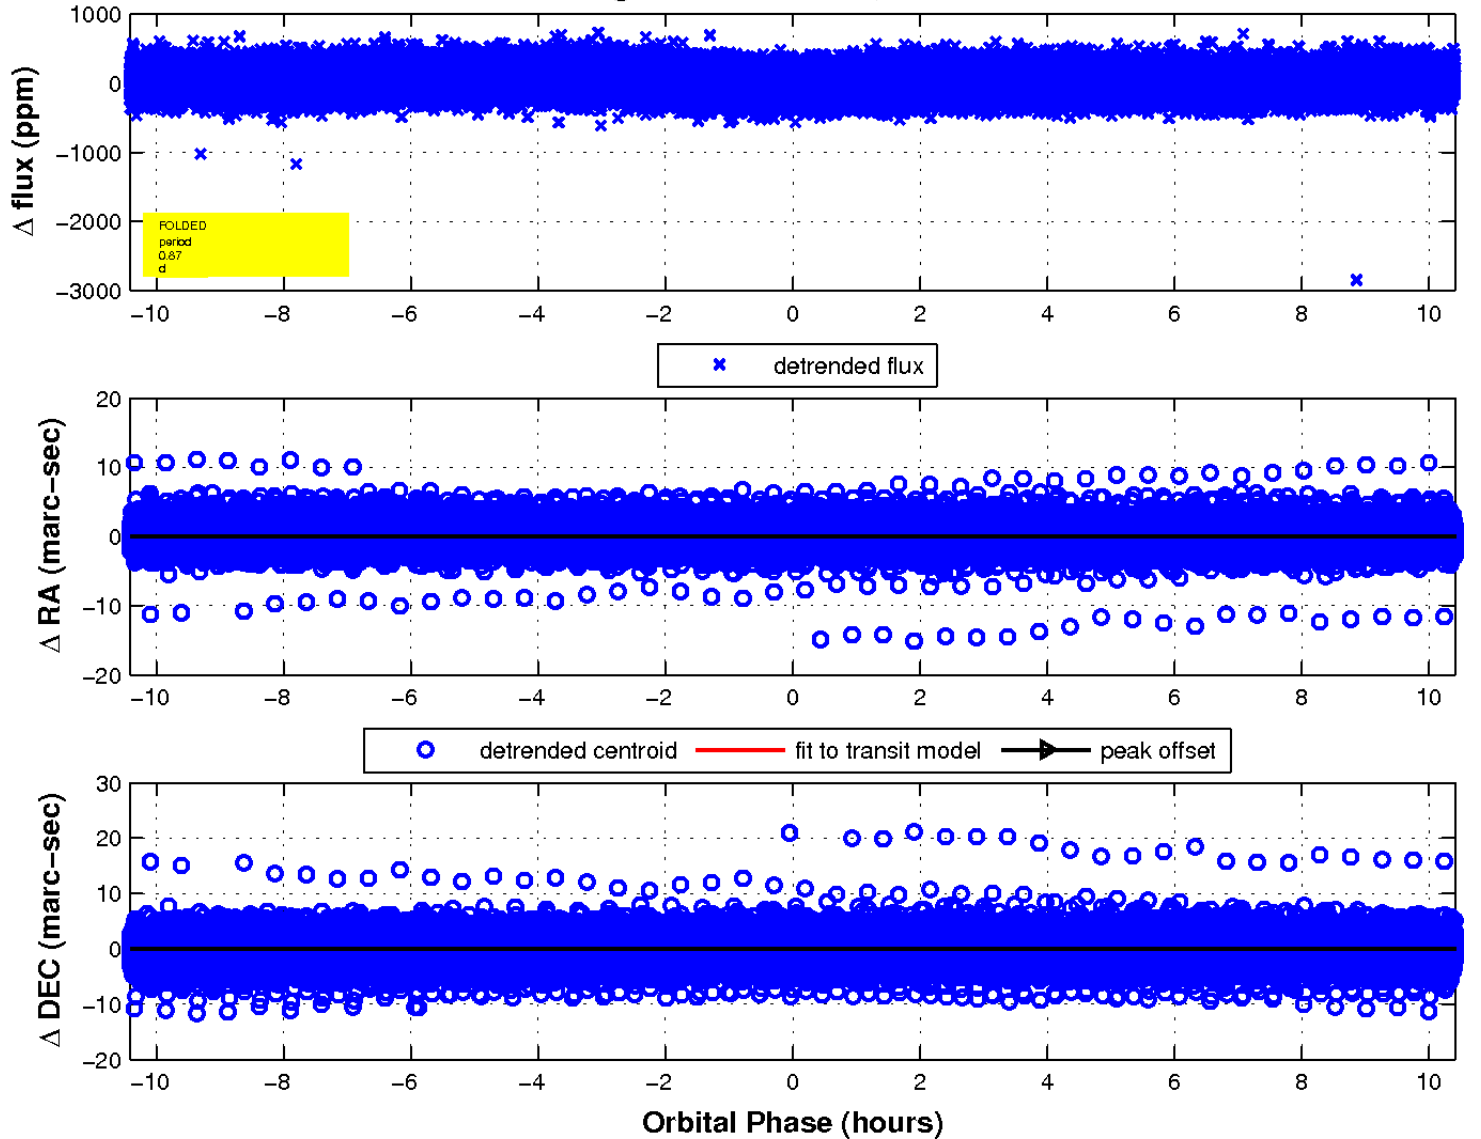 1000
0
−1000
−2000
−3000
Δ flux (ppm)
FOLDED
period
0.87
d
−10 −8 −6 −4 −2 0 2 4 6 8 10
detrended flux
20
10
0
−10
−20
Δ RA (marc−sec)
−10 −8 −6 −4 −2 0 2 4 6 8 10
detrended centroid fit to transit model peak offset
30
20
10
0
−10
−20
Δ DEC (marc−sec)
−10 −8 −6 −4 −2 0 2 4 6 8 10
Orbital Phase (hours)